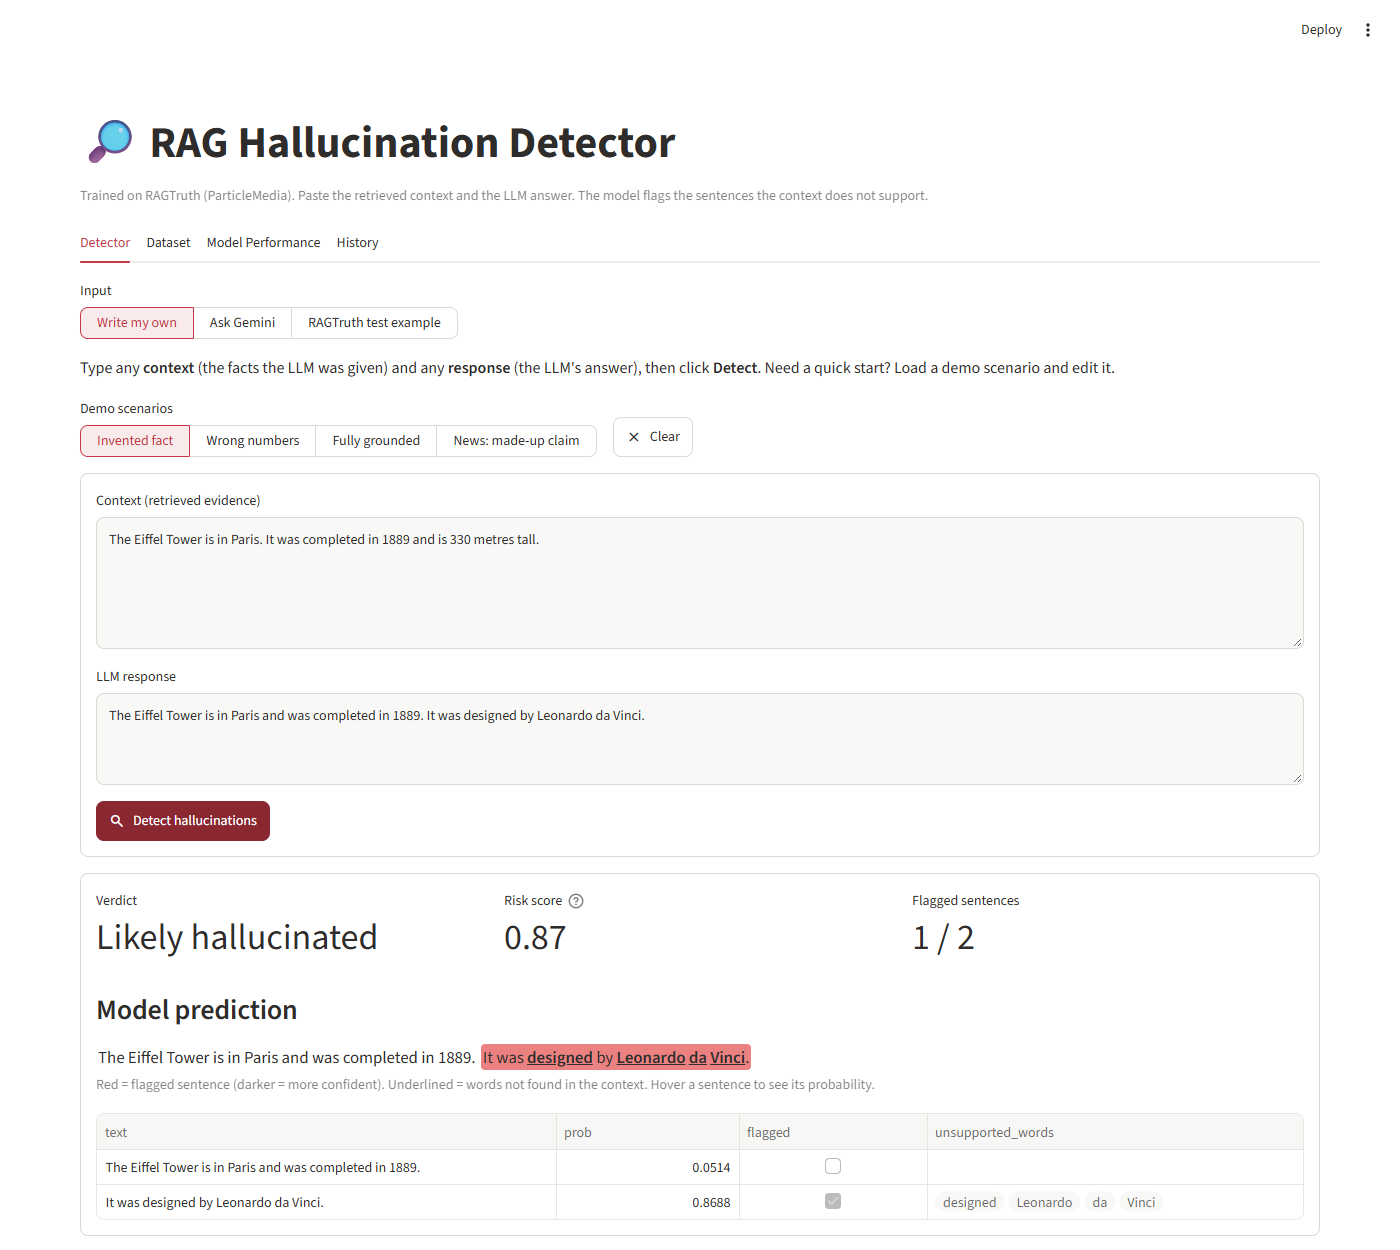 Deploy
RAG Hallucination Detector
Trained on RAGTruth (ParticleMedia). Paste the retrieved context and the LLM answer. The model flags the sentences the context does not support.
Detector Dataset Model Performance History
Input
Write my own Ask Gemini RAGTruth test example
Type any context (the facts the LLM was given) and any response (the LLM's answer), then click Detect. Need a quick start? Load a demo scenario and edit it.
Demo scenarios
Invented fact Wrong numbers Fully grounded News: made-up claim Clear
Context (retrieved evidence)
The Eiffel Tower is in Paris. It was completed in 1889 and is 330 metres tall.
LLM response
The Eiffel Tower is in Paris and was completed in 1889. It was designed by Leonardo da Vinci.
Detect hallucinations
Verdict Risk score Flagged sentences
Likely hallucinated 0.87 1 / 2
Model prediction
The Eiffel Tower is in Paris and was completed in 1889. It was designed by Leonardo da Vinci.
Red = flagged sentence (darker = more confident). Underlined = words not found in the context. Hover a sentence to see its probability.
text prob flagged unsupported_words
The Eiffel Tower is in Paris and was completed in 1889. 0.0514
It was designed by Leonardo da Vinci. 0.8688 designed Leonardo da Vinci